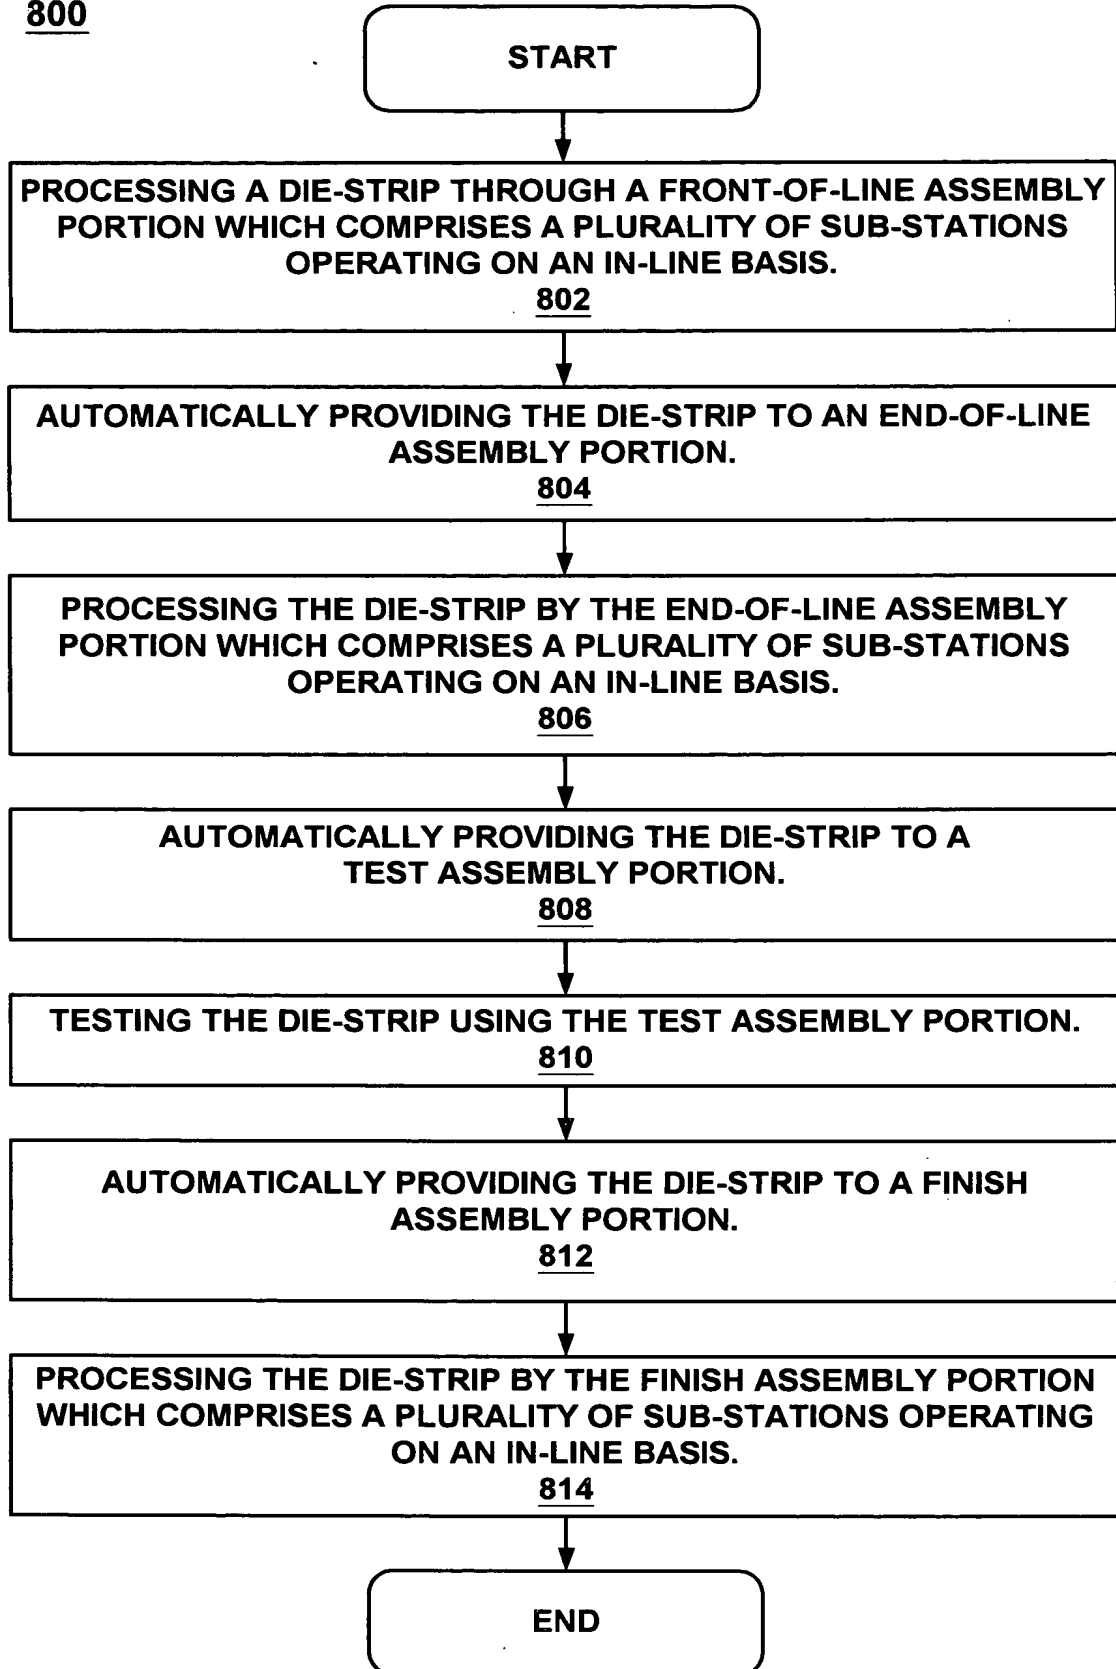 800
START
PROCESSING A DIE-STRIP THROUGH A FRONT-OF-LINE ASSEMBLY
PORTION WHICH COMPRISES A PLURALITY OF SUB-STATIONS
OPERATING ON AN IN-LINE BASIS.
802
AUTOMATICALLY PROVIDING THE DIE-STRIP TO AN END-OF-LINE
ASSEMBLY PORTION.
804
PROCESSING THE DIE-STRIP BY THE END-OF-LINE ASSEMBLY
PORTION WHICH COMPRISES A PLURALITY OF SUB-STATIONS
OPERATING ON AN IN-LINE BASIS.
806
AUTOMATICALLY PROVIDING THE DIE-STRIP TO A
TEST ASSEMBLY PORTION.
808
TESTING THE DIE-STRIP USING THE TEST ASSEMBLY PORTION.
810
AUTOMATICALLY PROVIDING THE DIE-STRIP TO A FINISH
ASSEMBLY PORTION.
812
PROCESSING THE DIE-STRIP BY THE FINISH ASSEMBLY PORTION
WHICH COMPRISES A PLURALITY OF SUB-STATIONS OPERATING
ON AN IN-LINE BASIS.
814
END